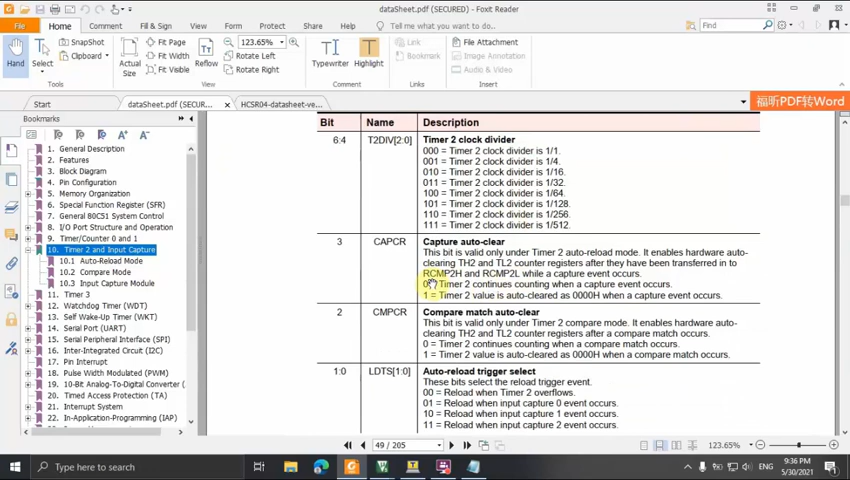 dataSheet.pdf (SECURED) - Foxit Reader
File
Home
Comment
Fill & Sign
View
Form
Protect
Share
Help
Tell me what you want to do...
Find
Hand
Select
SnapShot
Clipboard
Actual
Size
Fit Page
Fit Width
Fit Visible
Reflow
123.65%
Rotate Left
Rotate Right
Typewriter
Highlight
Link
Bookmark
File Attachment
Image Annotation
Audio & Video
Tools
View
Comment
Links
Insert
Start
dataSheet.pdf (SECUR...
HCSR04-datasheet-ve...
福昕PDF转Word
Bookmarks
1. General Description
2. Features
3. Block Diagram
4. Pin Configuration
5. Memory Organization
6. Special Function Register (SFR)
7. General 80C51 System Control
8. I/O Port Structure and Operation
9. Timer/Counter 0 and 1
10. Timer 2 and Input Capture
10.1 Auto-Reload Mode
10.2 Compare Mode
10.3 Input Capture Module
11. Timer 3
12. Watchdog Timer (WDT)
13. Self Wake-Up Timer (WKT)
14. Serial Port (UART)
15. Serial Peripheral Interface (SPI)
16. Inter-Integrated Circuit (I2C)
17. Pin Interrupt
18. Pulse Width Modulated (PWM)
19. 10-Bit Analog-To-Digital Converter (
20. Timed Access Protection (TA)
21. Interrupt System
22. In-Application-Programming (IAP)
Bit Name Description
6:4 T2DIV[2:0] Timer 2 clock divider
000 = Timer 2 clock divider is 1/1.
001 = Timer 2 clock divider is 1/4.
010 = Timer 2 clock divider is 1/16.
011 = Timer 2 clock divider is 1/32.
100 = Timer 2 clock divider is 1/64.
101 = Timer 2 clock divider is 1/128.
110 = Timer 2 clock divider is 1/256.
111 = Timer 2 clock divider is 1/512.
3 CAPCR Capture auto-clear
This bit is valid only under Timer 2 auto-reload mode. It enables hardware auto-
clearing TH2 and TL2 counter registers after they have been transferred in to
RCMP2H and RCMP2L while a capture event occurs.
0 = Timer 2 continues counting when a capture event occurs.
1 = Timer 2 value is auto-cleared as 0000H when a capture event occurs.
2 CMPCR Compare match auto-clear
This bit is valid only under Timer 2 compare mode. It enables hardware auto-
clearing TH2 and TL2 counter registers after a compare match occurs.
0 = Timer 2 continues counting when a compare match occurs.
1 = Timer 2 value is auto-cleared as 0000H when a compare match occurs.
1:0 LDTS[1:0] Auto-reload trigger select
These bits select the reload trigger event.
00 = Reload when Timer 2 overflows.
01 = Reload when input capture 0 event occurs.
10 = Reload when input capture 1 event occurs.
11 = Reload when input capture 2 event occurs.
49 / 205
123.65%
Type here to search
ENG
9:36 PM
5/30/2021